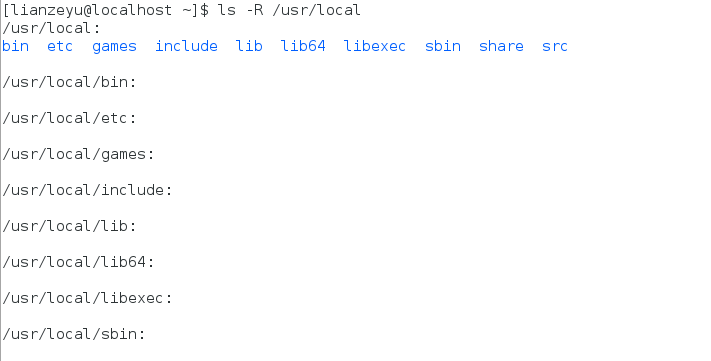 [lianzeyu@localhost ~]$ ls -R /usr/local
/usr/local:
bin  etc  games  include  lib  lib64  libexec  sbin  share  src
/usr/local/bin:
/usr/local/etc:
/usr/local/games:
/usr/local/include:
/usr/local/lib:
/usr/local/lib64:
/usr/local/libexec:
/usr/local/sbin: